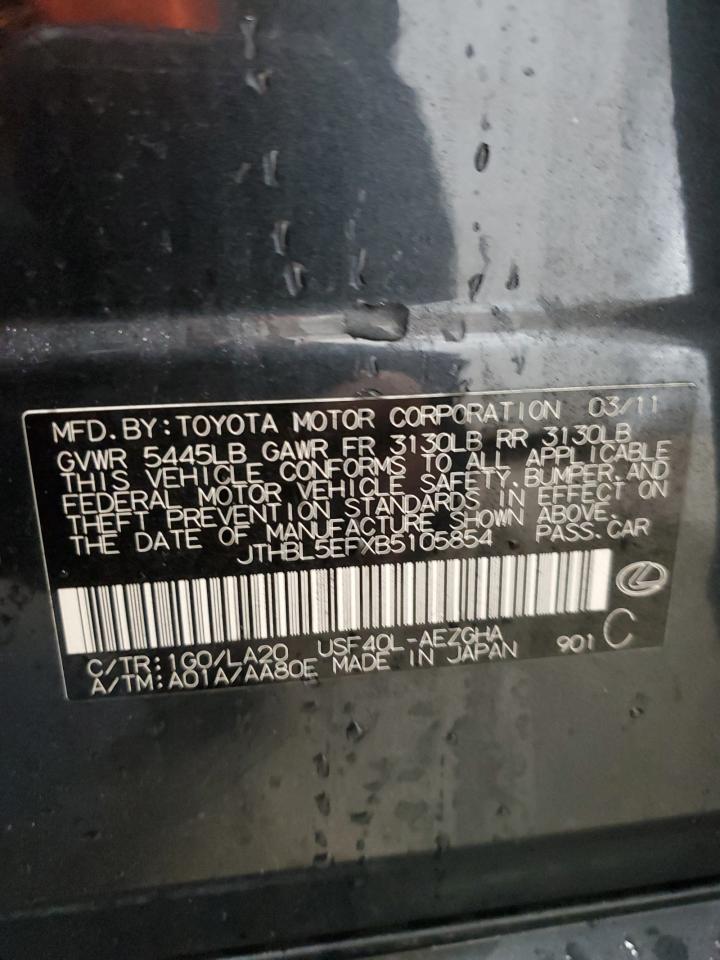 MFD.BY:TOYOTA MOTOR CORPORATION 03/11
GVWR 5445LB GAWR FR 3130LB RR 3130LB
THIS VEHICLE CONFORMS TO ALL APPLICABLE
FEDERAL MOTOR VEHICLE SAFETY,BUMPER,AND
THEFT PREVENTION STANDARDS IN EFFECT ON
THE DATE OF MANUFACTURE SHOWN ABOVE.
JTHBL5EFXB5105854 PASS.CAR
C/TR:1G0/LA20 USF40L-AEZGHA
A/TM:A01A/AA80E MADE IN JAPAN 901 C